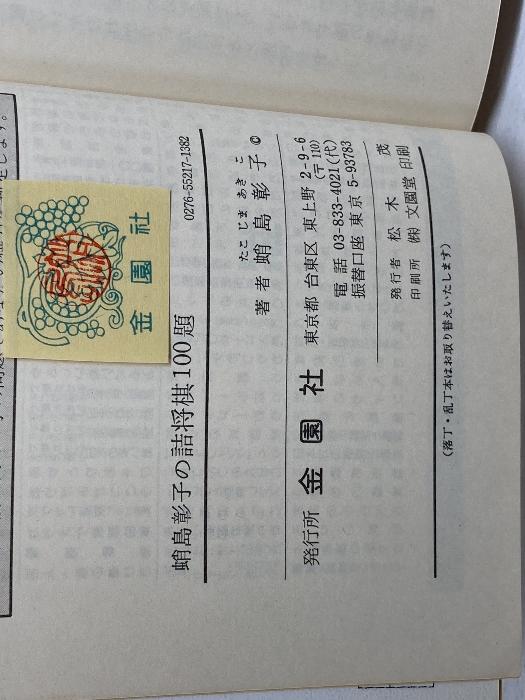 金園社
蛸島彰子の詰将棋100題
0276-55217-1382
たこ じま あき こ
著者 蛸島彰子 ©
発行所 金園社
東京都 台東区 東上野 2-9-6
(〒110)
電話 03-833-4021(代)
振替口座 東京 5-93783
発行者 松木 茂
印刷所 (株) 文園堂 印刷
(落丁・乱丁本はお取り替えいたします)